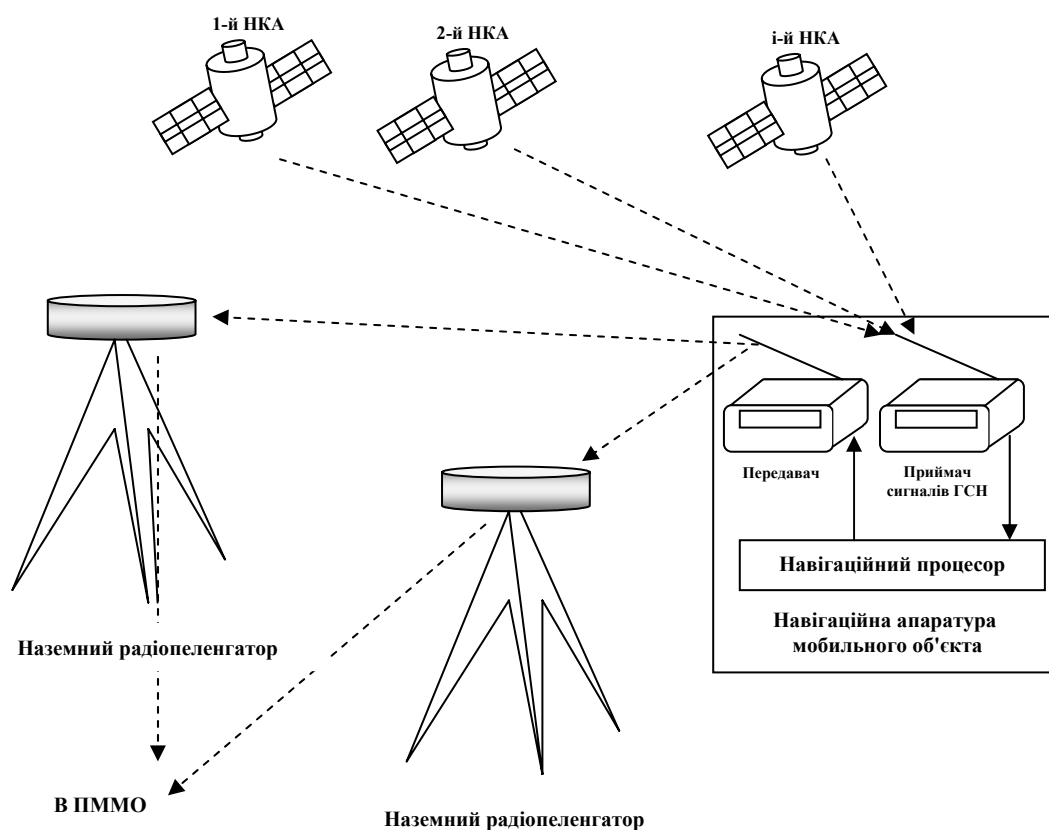 1-й НКА
2-й НКА
і-й НКА
Передавач
Приймач
сигналів ГСН
Навігаційний процесор
Навігаційна апаратура
мобильного об'єкта
Наземний радіопеленгатор
В ПММО
Наземний радіопеленгатор